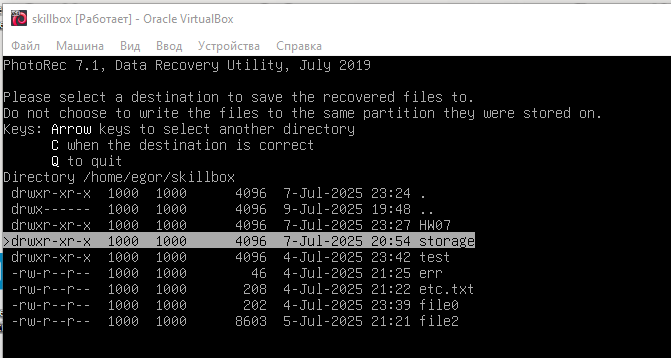 skillbox [Работает] - Oracle VirtualBox
Файл Машина Вид Ввод Устройства Справка
PhotoRec 7.1, Data Recovery Utility, July 2019
Please select a destination to save the recovered files to.
Do not choose to write the files to the same partition they were stored on.
Keys: Arrow keys to select another directory
C when the destination is correct
Q to quit
Directory /home/egor/skillbox
drwxr-xr-x 1000 1000 4096 7-Jul-2025 23:24 .
drwx------ 1000 1000 4096 9-Jul-2025 19:48 ..
drwxr-xr-x 1000 1000 4096 7-Jul-2025 23:27 HW07
>drwxr-xr-x 1000 1000 4096 7-Jul-2025 20:54 storage
drwxr-xr-x 1000 1000 4096 4-Jul-2025 23:42 test
-rw-r--r-- 1000 1000 46 4-Jul-2025 21:25 err
-rw-r--r-- 1000 1000 208 4-Jul-2025 21:22 etc.txt
-rw-r--r-- 1000 1000 202 4-Jul-2025 23:39 file0
-rw-r--r-- 1000 1000 8603 5-Jul-2025 21:21 file2